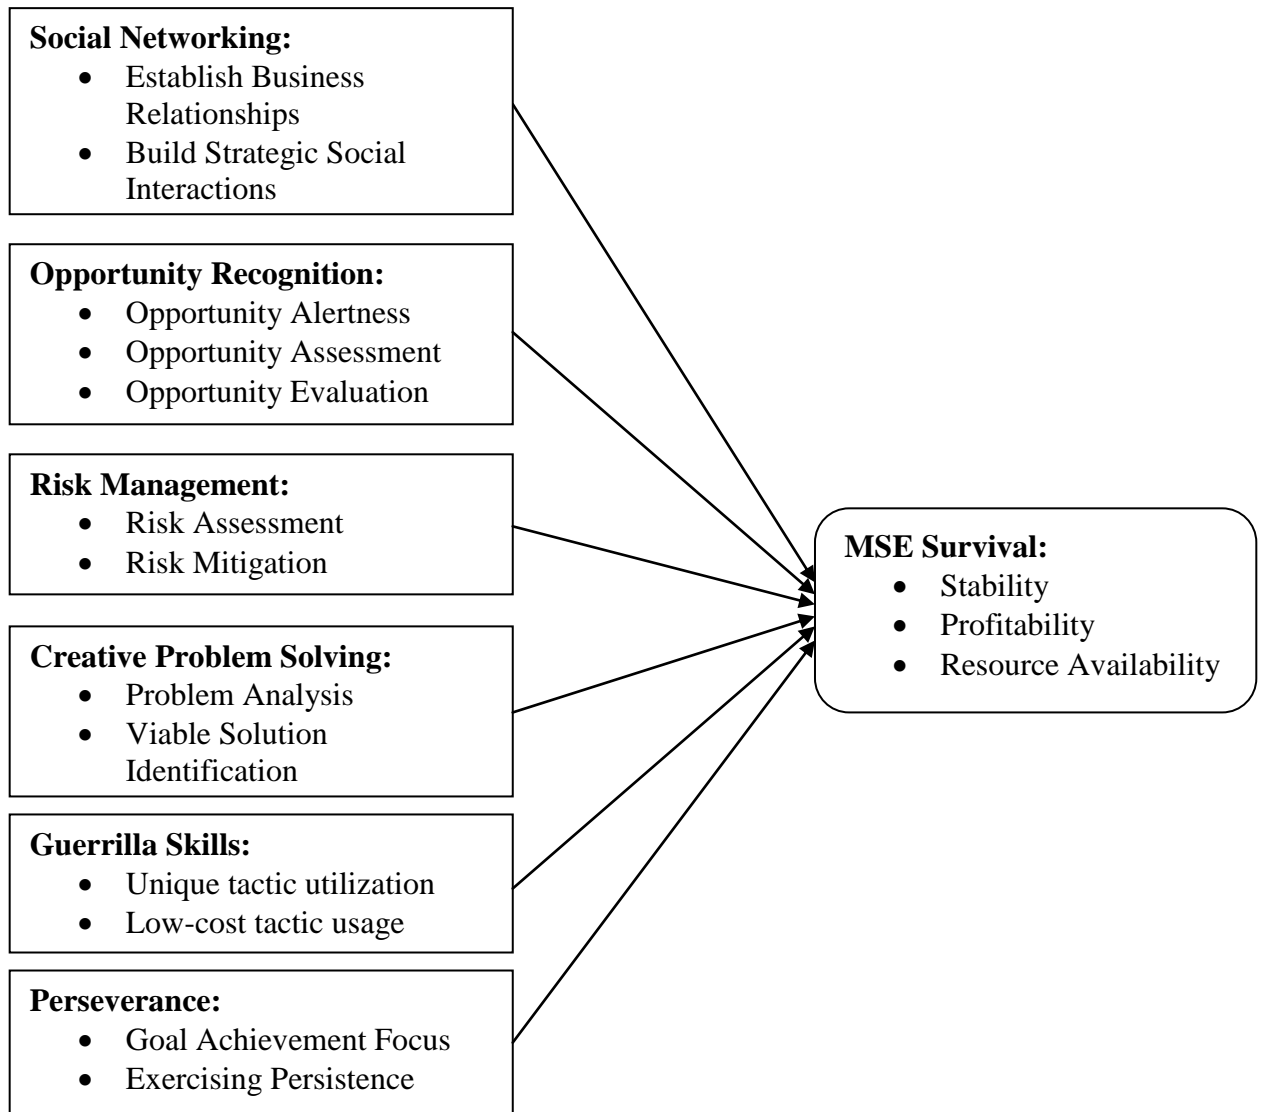 Social Networking:
• Establish Business
Relationships
• Build Strategic Social
Interactions
Opportunity Recognition:
• Opportunity Alertness
• Opportunity Assessment
• Opportunity Evaluation
Risk Management:
• Risk Assessment
• Risk Mitigation
Creative Problem Solving:
• Problem Analysis
• Viable Solution
Identification
Guerrilla Skills:
• Unique tactic utilization
• Low-cost tactic usage
Perseverance:
• Goal Achievement Focus
• Exercising Persistence
MSE Survival:
• Stability
• Profitability
• Resource Availability